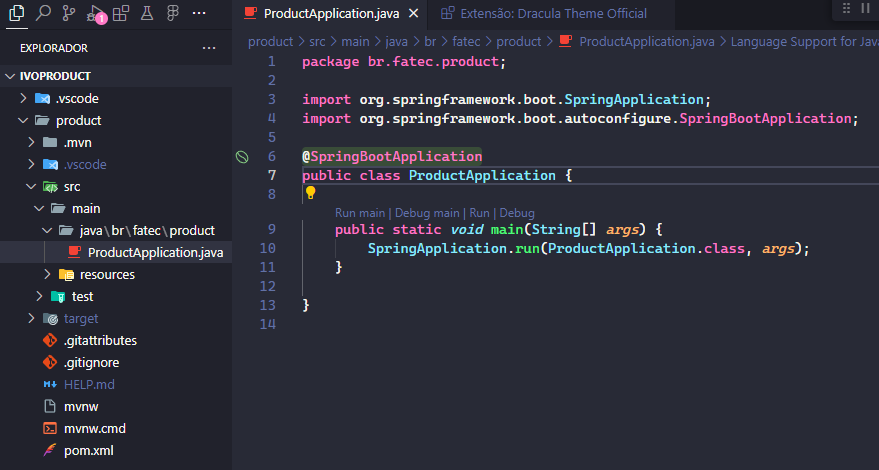 ProductApplication.java
Extensão: Dracula Theme Official
1
EXPLORADOR
product > src > main > java > br > fatec > product > ProductApplication.java > Language Support for Jav
IVOPRODUCT
.vscode
product
.mvn
.vscode
src
main
java\br\fatec\product
ProductApplication.java
resources
test
target
.gitattributes
.gitignore
HELP.md
mvnw
mvnw.cmd
pom.xml
1 package br.fatec.product;
2
3 import org.springframework.boot.SpringApplication;
4 import org.springframework.boot.autoconfigure.SpringBootApplication;
5
6 @SpringBootApplication
7 public class ProductApplication {
8
Run main | Debug main | Run | Debug
9 public static void main(String[] args) {
10 SpringApplication.run(ProductApplication.class, args);
11 }
12
13 }
14